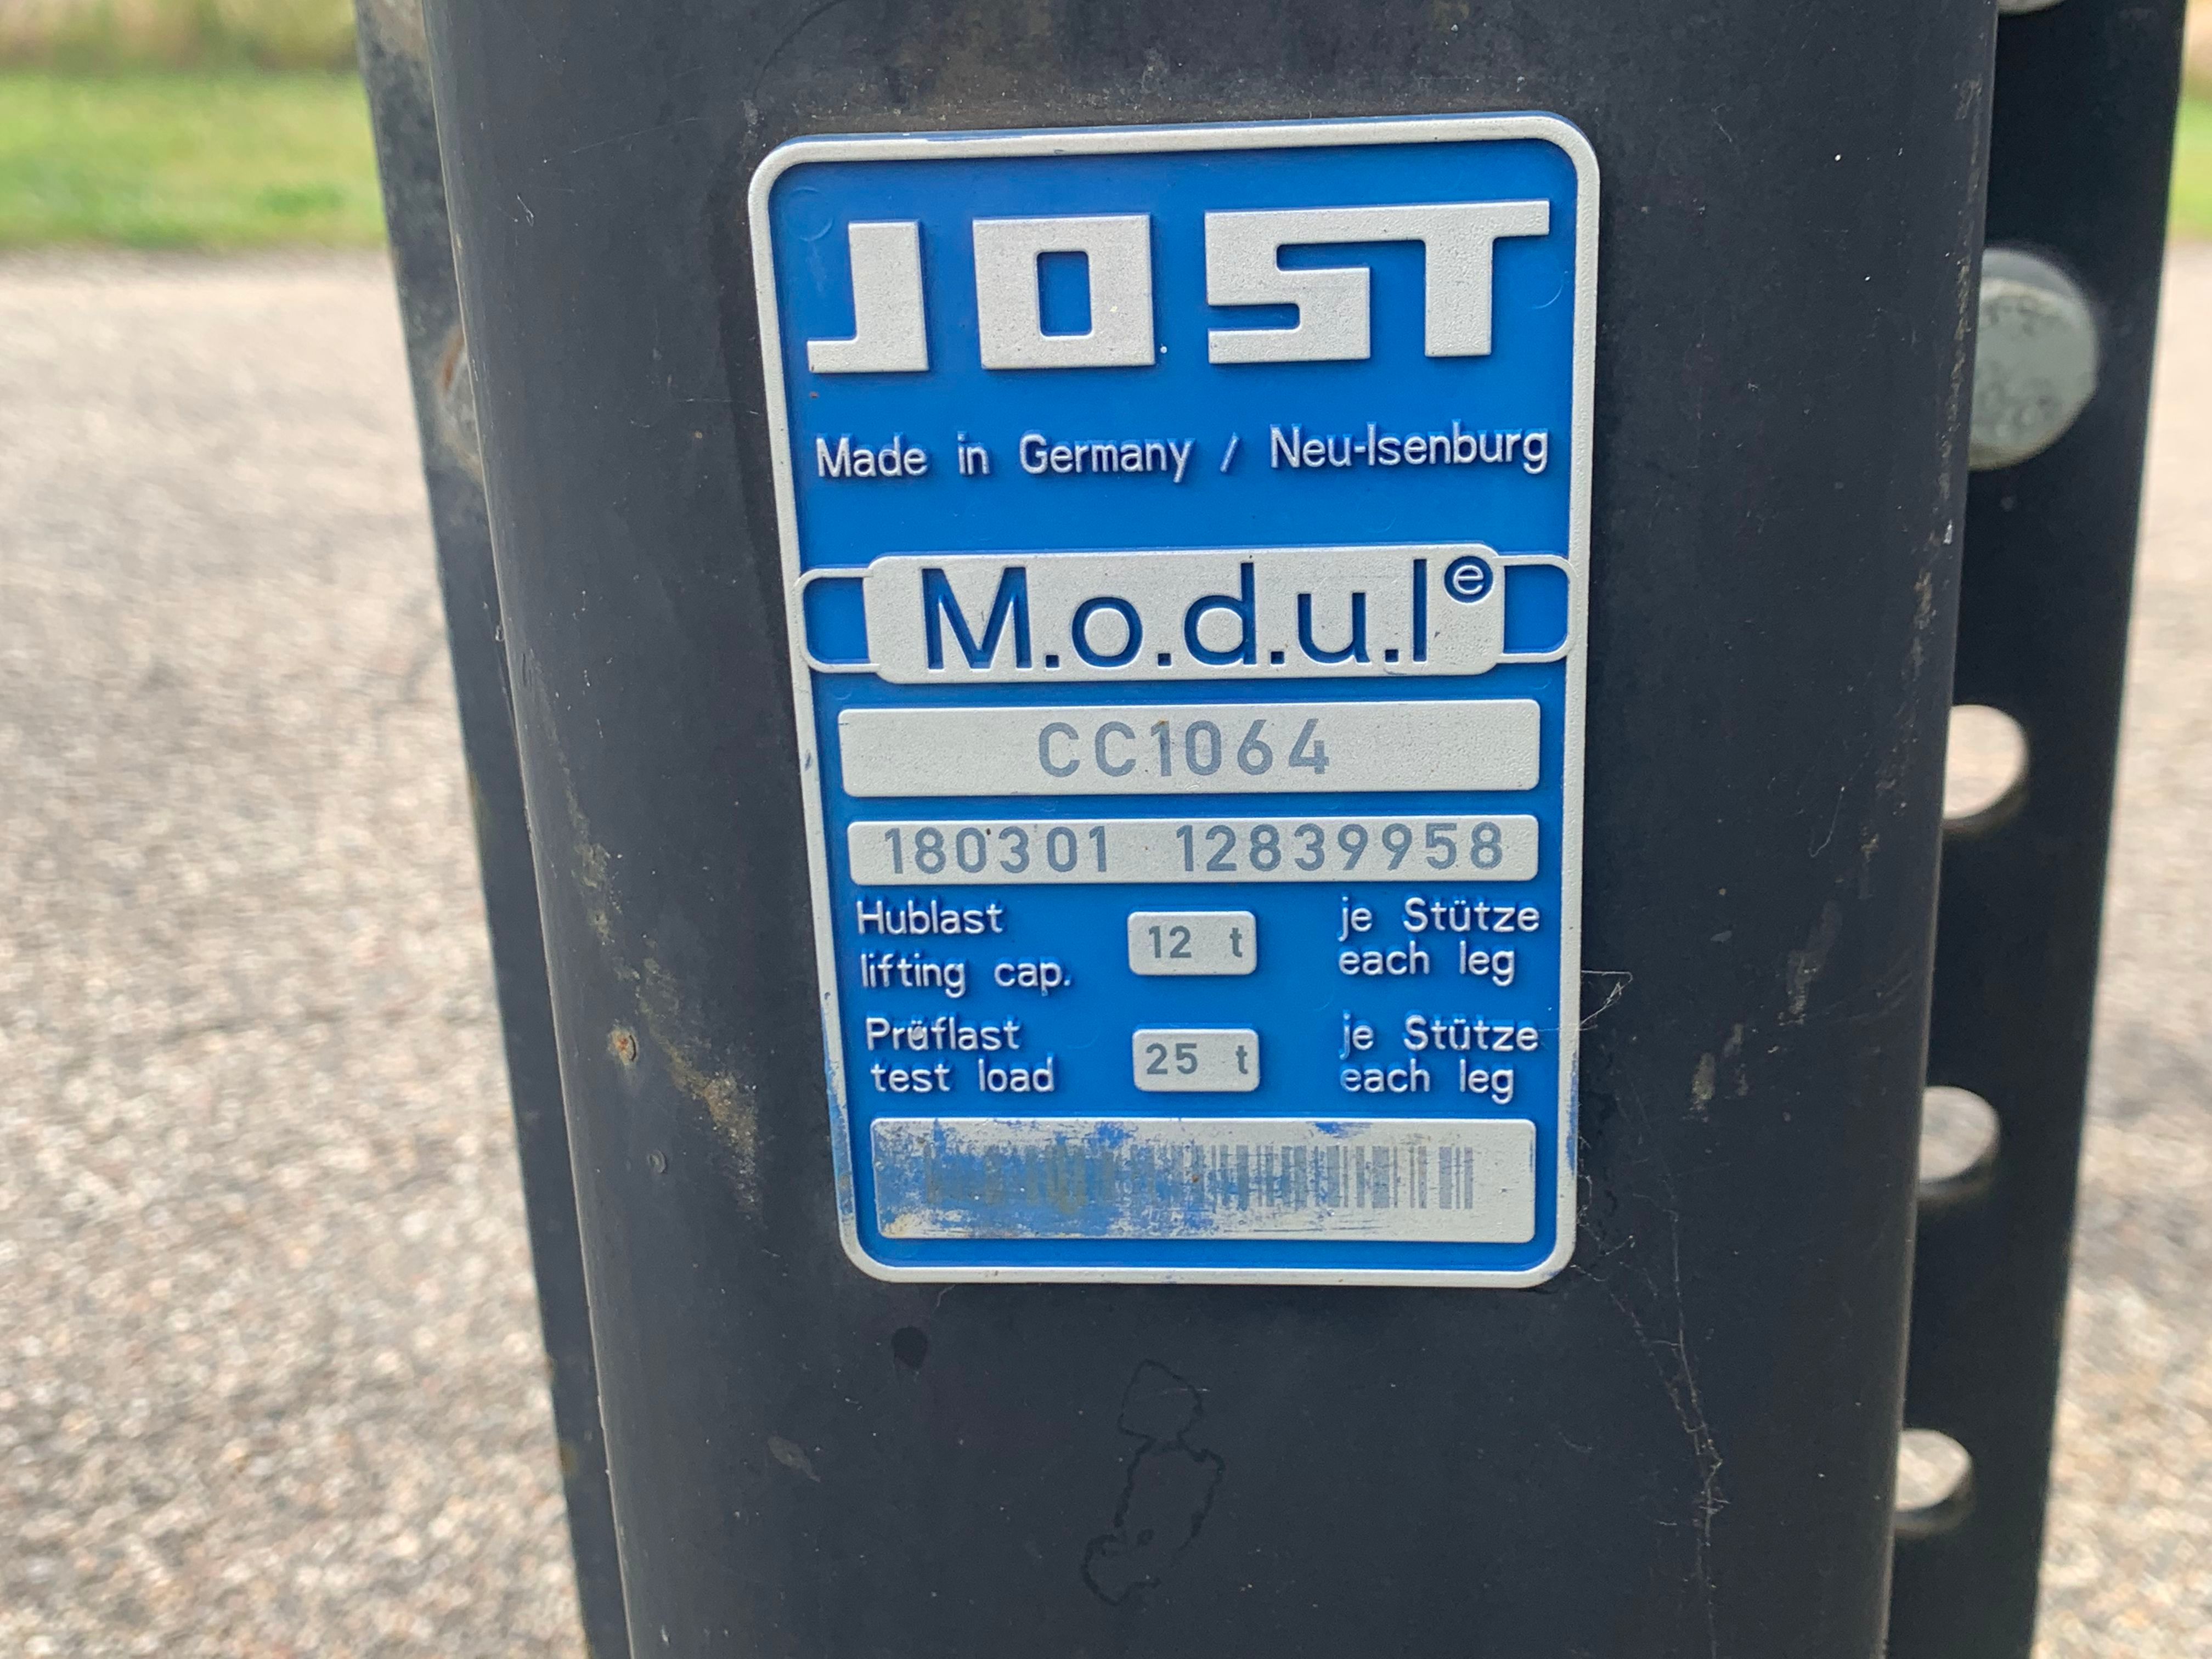 JOST
Made in Germany / Neu-Isenburg
M.o.d.u.l ⓔ
CC1064
180301 12839958
Hublast 12 t je Stütze
lifting cap. each leg
Prüflast 25 t je Stütze
test load each leg